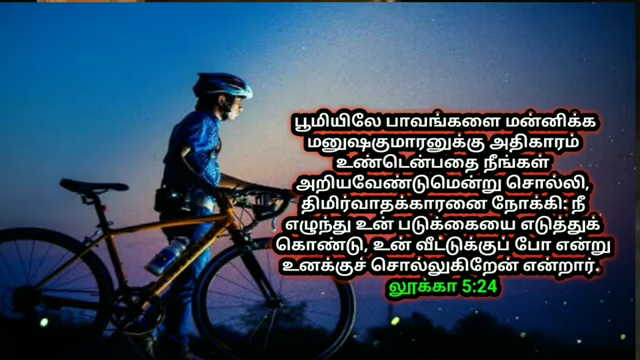 பூமியிலே பாவங்களை மன்னிக்க
மனுஷகுமாரனுக்கு அதிகாரம்
உண்டென்பதை நீங்கள்
அறியவேண்டுமென்று சொல்லி,
திமிர்வாதக்காரனை நோக்கி: நீ
எழுந்து உன் படுக்கையை எடுத்துக்
கொண்டு, உன் வீட்டுக்குப் போ என்று
உனக்குச் சொல்லுகிறேன் என்றார்.
லூக்கா 5:24